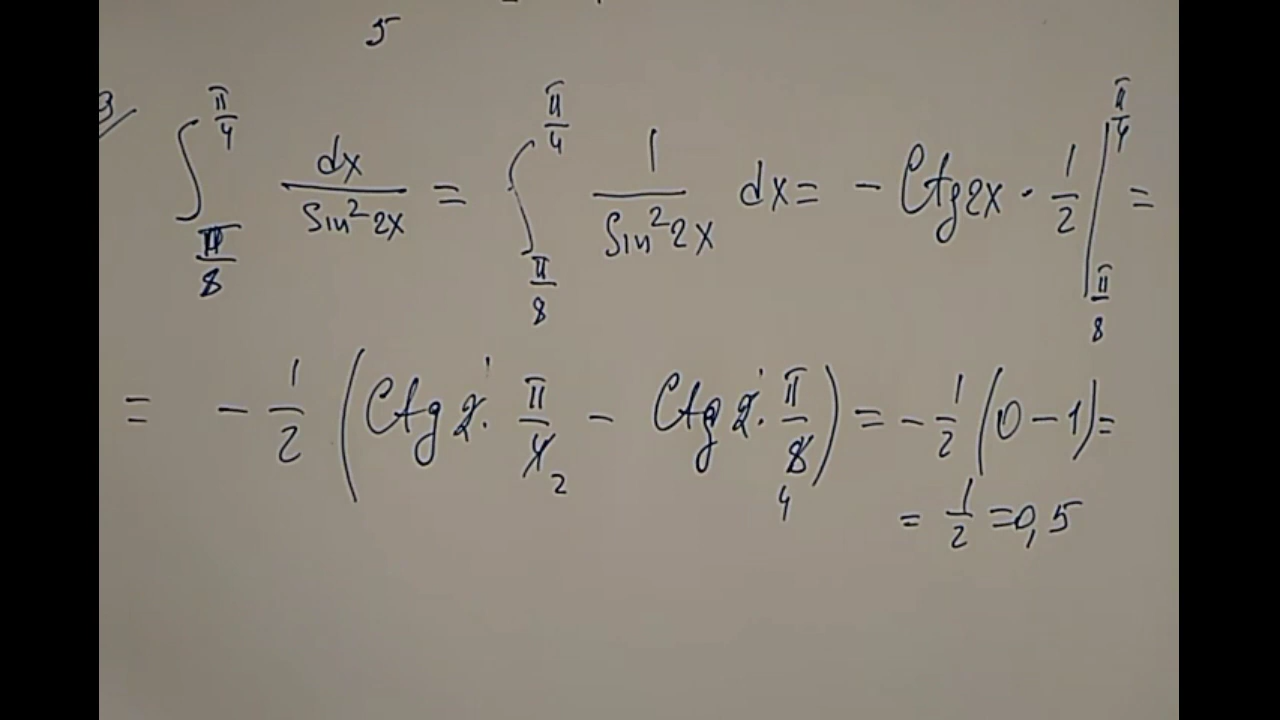 5
3/ ∫_{π/8}^{π/4} dx/Sin²2x = ∫_{π/8}^{π/4} 1/Sin²2x dx = - Ctg2x · 1/2 |_{π/8}^{π/4} =
= - 1/2 (Ctg 2 · π/4 - Ctg 2 · π/8) = - 1/2 (0 - 1) =
= 1/2 = 0,5